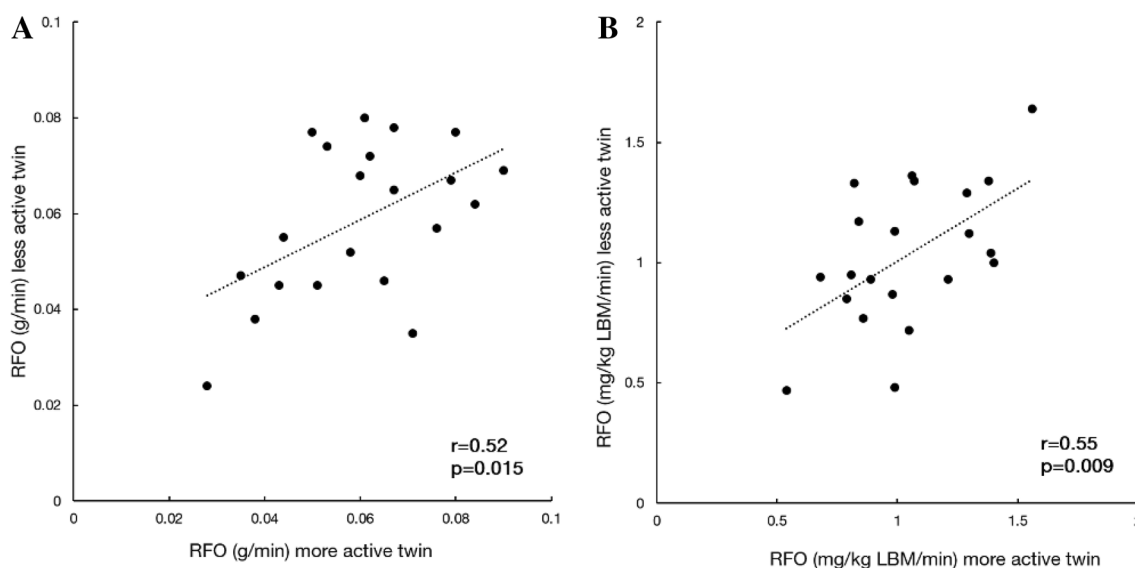 A
RFO (g/min) less active twin
0.1
0.08
0.06
0.04
0.02
0
0
0.02
0.04
0.06
0.08
0.1
r=0.52
p=0.015
RFO (g/min) more active twin
B
RFO (mg/kg LBM/min) less active twin
2
1.5
1
0.5
0
0
0.5
1
1.5
r=0.55
p=0.009
RFO (mg/kg LBM/min) more active twin